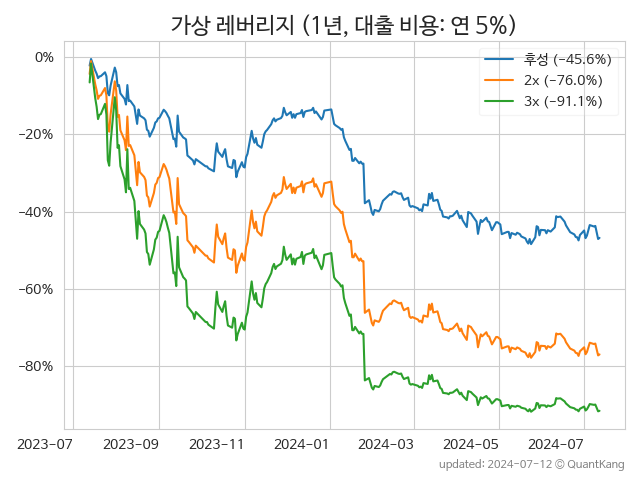 가상 레버리지 (1년, 대출 비용: 연 5%)
후성 (−45.6%)
2x (−76.0%)
3x (−91.1%)
0%
−20%
−40%
−60%
−80%
2023-07 2023-09 2023-11 2024-01 2024-03 2024-05 2024-07
updated: 2024-07-12 © QuantKang